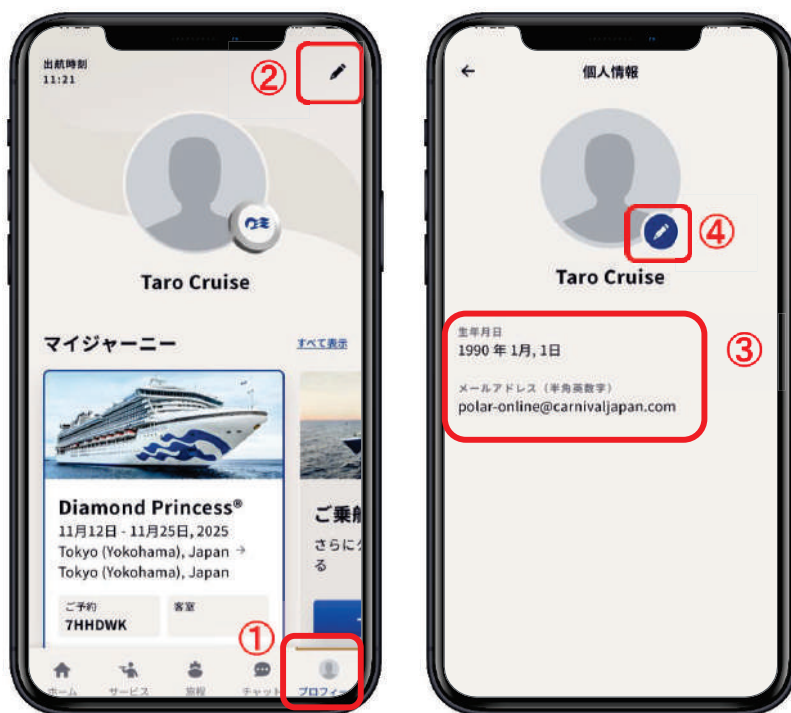 出航時刻
11:21
②
Taro Cruise
マイジャーニー
すべて表示
Diamond Princess®
11月12日 - 11月25日, 2025
Tokyo (Yokohama), Japan →
Tokyo (Yokohama), Japan
ご予約
7HHDWK
客室
ご乗船
さらに
る
①
ホーム
サービス
旅程
チャット
プロフィー
←
個人情報
④
Taro Cruise
③
生年月日
1990 年 1月, 1日
メールアドレス（半角英数字）
polar-online@carnivaljapan.com